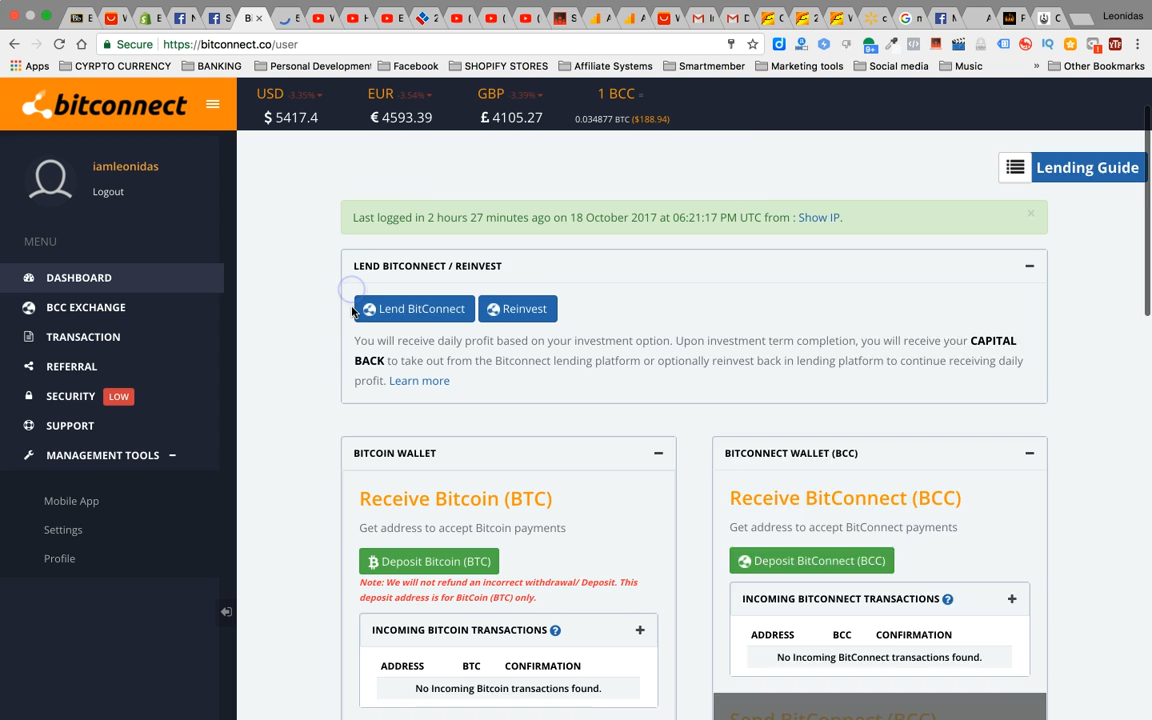 Leonidas
Secure https://bitconnect.co/user
Apps CYRPTO CURRENCY BANKING Personal Development Facebook SHOPIFY STORES Affiliate Systems Smartmember Marketing tools Social media Music » Other Bookmarks
bitconnect
USD -3.35% EUR -3.54% GBP -3.39% 1 BCC =
$ 5417.4 € 4593.39 £ 4105.27 0.034877 BTC ($188.94)
iamleonidas
Logout
Lending Guide
MENU
DASHBOARD
BCC EXCHANGE
TRANSACTION
REFERRAL
SECURITY LOW
SUPPORT
MANAGEMENT TOOLS
Mobile App
Settings
Profile
Last logged in 2 hours 27 minutes ago on 18 October 2017 at 06:21:17 PM UTC from : Show IP.
LEND BITCONNECT / REINVEST
Lend BitConnect Reinvest
You will receive daily profit based on your investment option. Upon investment term completion, you will receive your CAPITAL
BACK to take out from the Bitconnect lending platform or optionally reinvest back in lending platform to continue receiving daily
profit. Learn more
BITCOIN WALLET
Receive Bitcoin (BTC)
Get address to accept Bitcoin payments
Deposit Bitcoin (BTC)
Note: We will not refund an incorrect withdrawal/ Deposit. This
deposit address is for BitCoin (BTC) only.
INCOMING BITCOIN TRANSACTIONS ?
ADDRESS BTC CONFIRMATION
No Incoming Bitcoin transactions found.
BITCONNECT WALLET (BCC)
Receive BitConnect (BCC)
Get address to accept BitConnect payments
Deposit BitConnect (BCC)
INCOMING BITCONNECT TRANSACTIONS ?
ADDRESS BCC CONFIRMATION
No Incoming BitConnect transactions found.